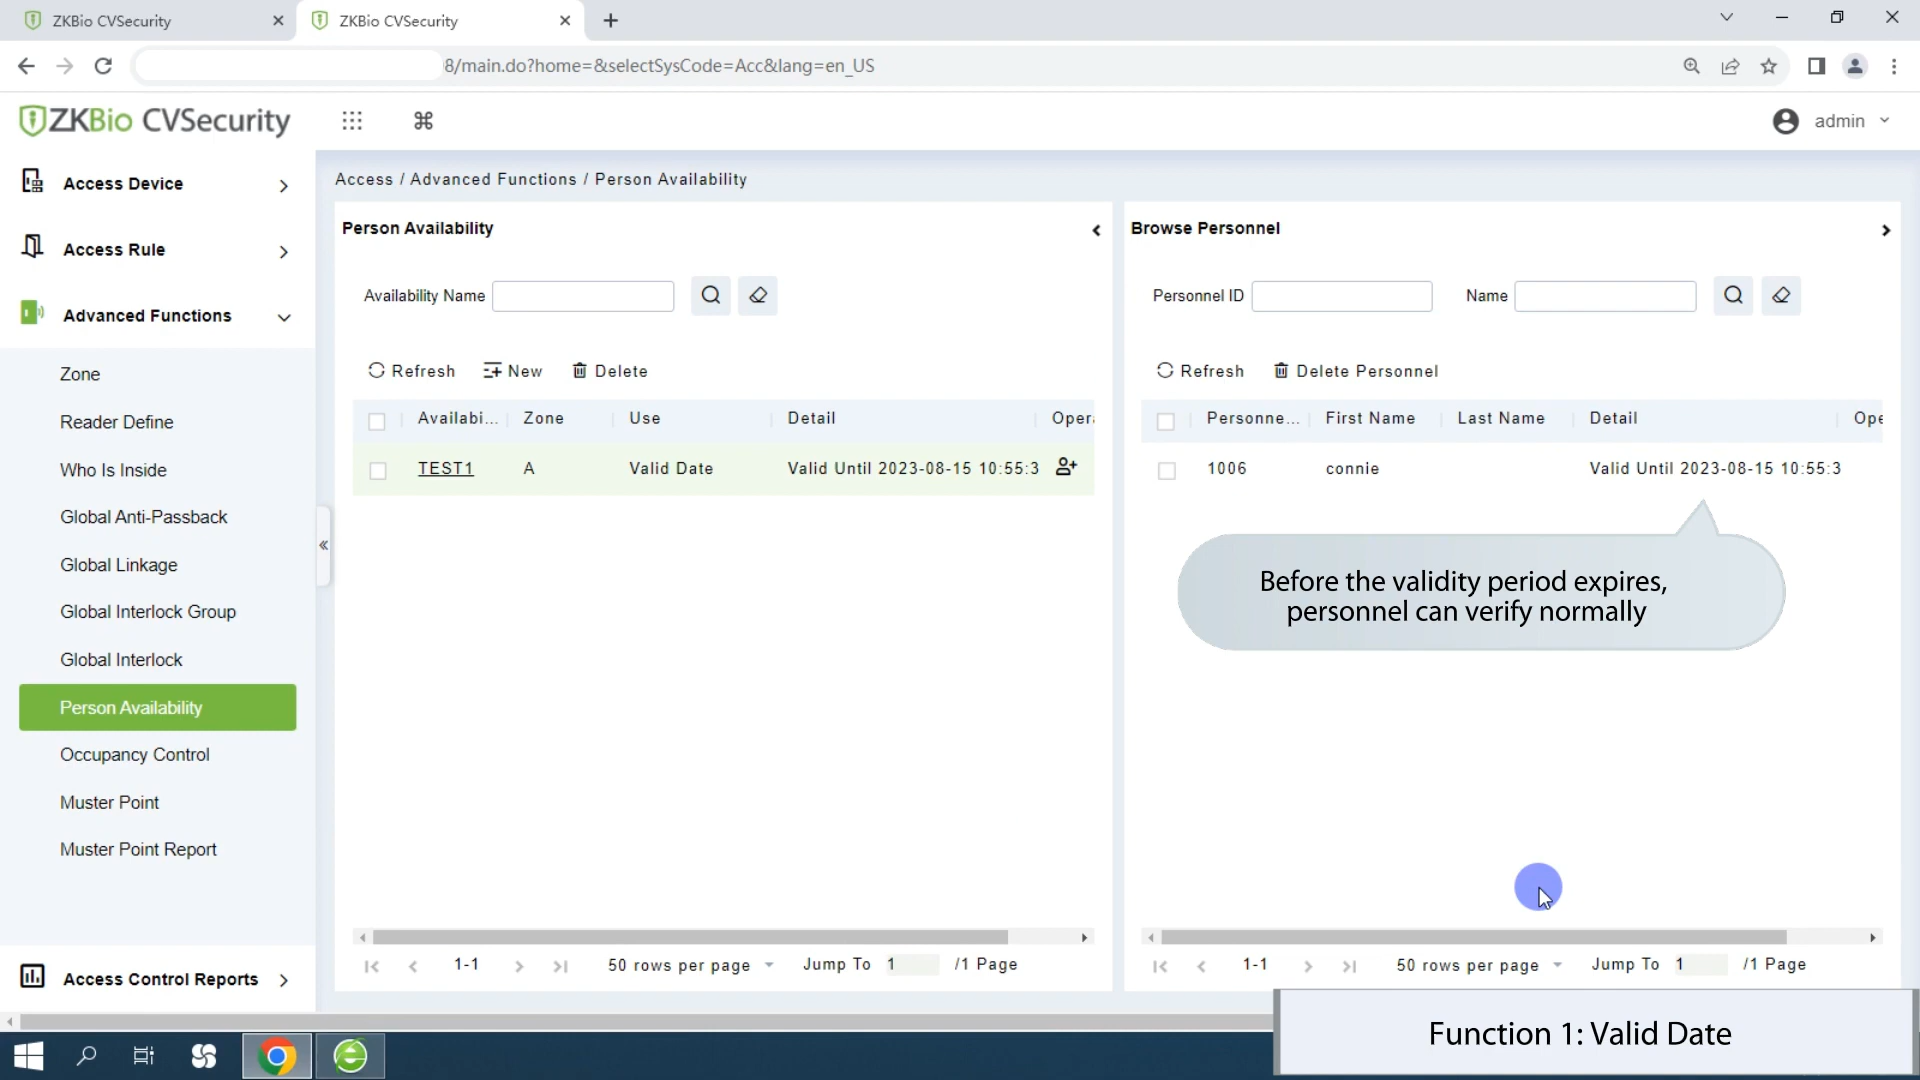 ZKBio CVSecurity
ZKBio CVSecurity
8/main.do?home=&selectSysCode=Acc&lang=en_US
ZKBio CVSecurity
admin
Access Device
Access Rule
Advanced Functions
Zone
Reader Define
Who Is Inside
Global Anti-Passback
Global Linkage
Global Interlock Group
Global Interlock
Person Availability
Occupancy Control
Muster Point
Muster Point Report
Access Control Reports
Access / Advanced Functions / Person Availability
Person Availability
Availability Name
Refresh New Delete
Availabi... Zone Use Detail Opera
TEST1 A Valid Date Valid Until 2023-08-15 10:55:3
1-1 50 rows per page Jump To 1 /1 Page
Browse Personnel
Personnel ID Name
Refresh Delete Personnel
Personne... First Name Last Name Detail Ope
1006 connie Valid Until 2023-08-15 10:55:3
Before the validity period expires,
personnel can verify normally
1-1 50 rows per page Jump To 1 /1 Page
Function 1: Valid Date